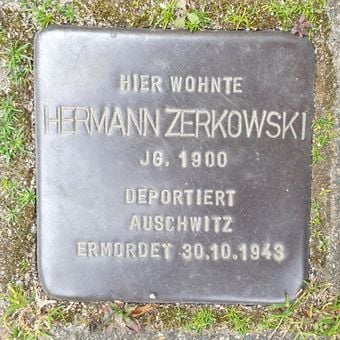 HIER WOHNTE
HERMANN ZERKOWSKI
JG. 1900
DEPORTIERT
AUSCHWITZ
ERMORDET 30.10.1943